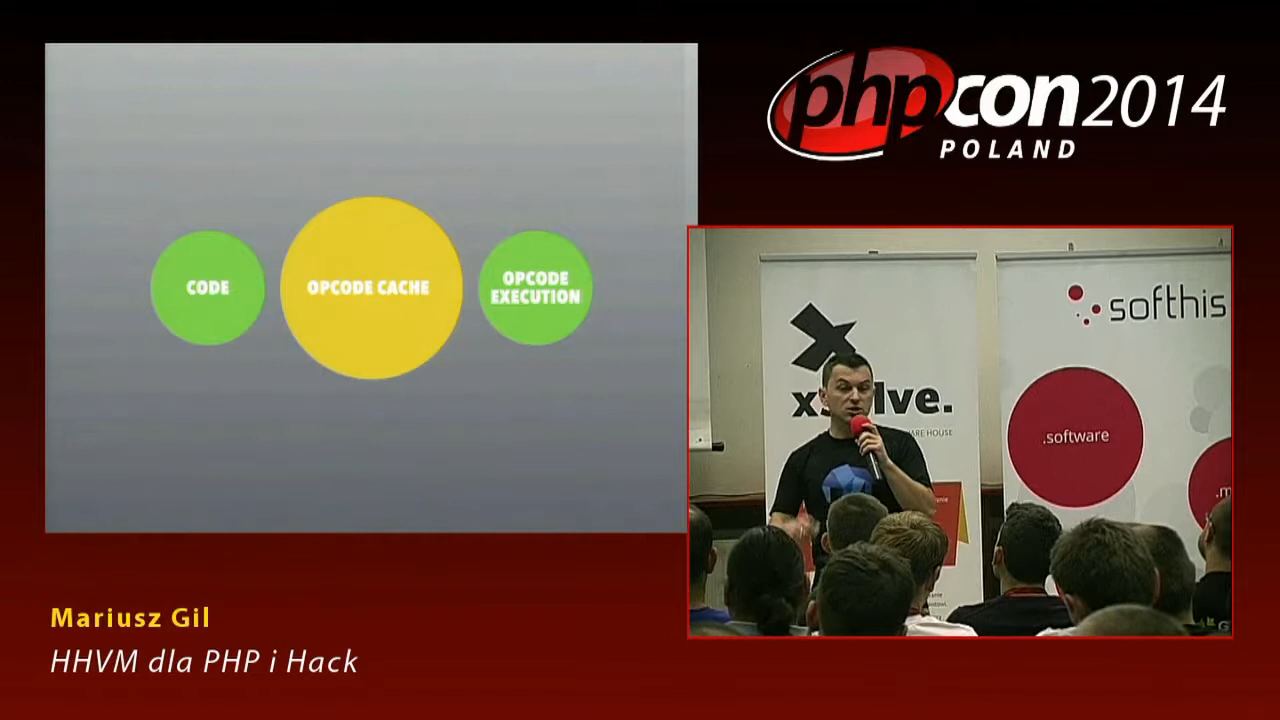 phpcon2014
POLAND
CODE
OPCODE CACHE
OPCODE
EXECUTION
softhis
.software
Mariusz Gil
HHVM dla PHP i Hack